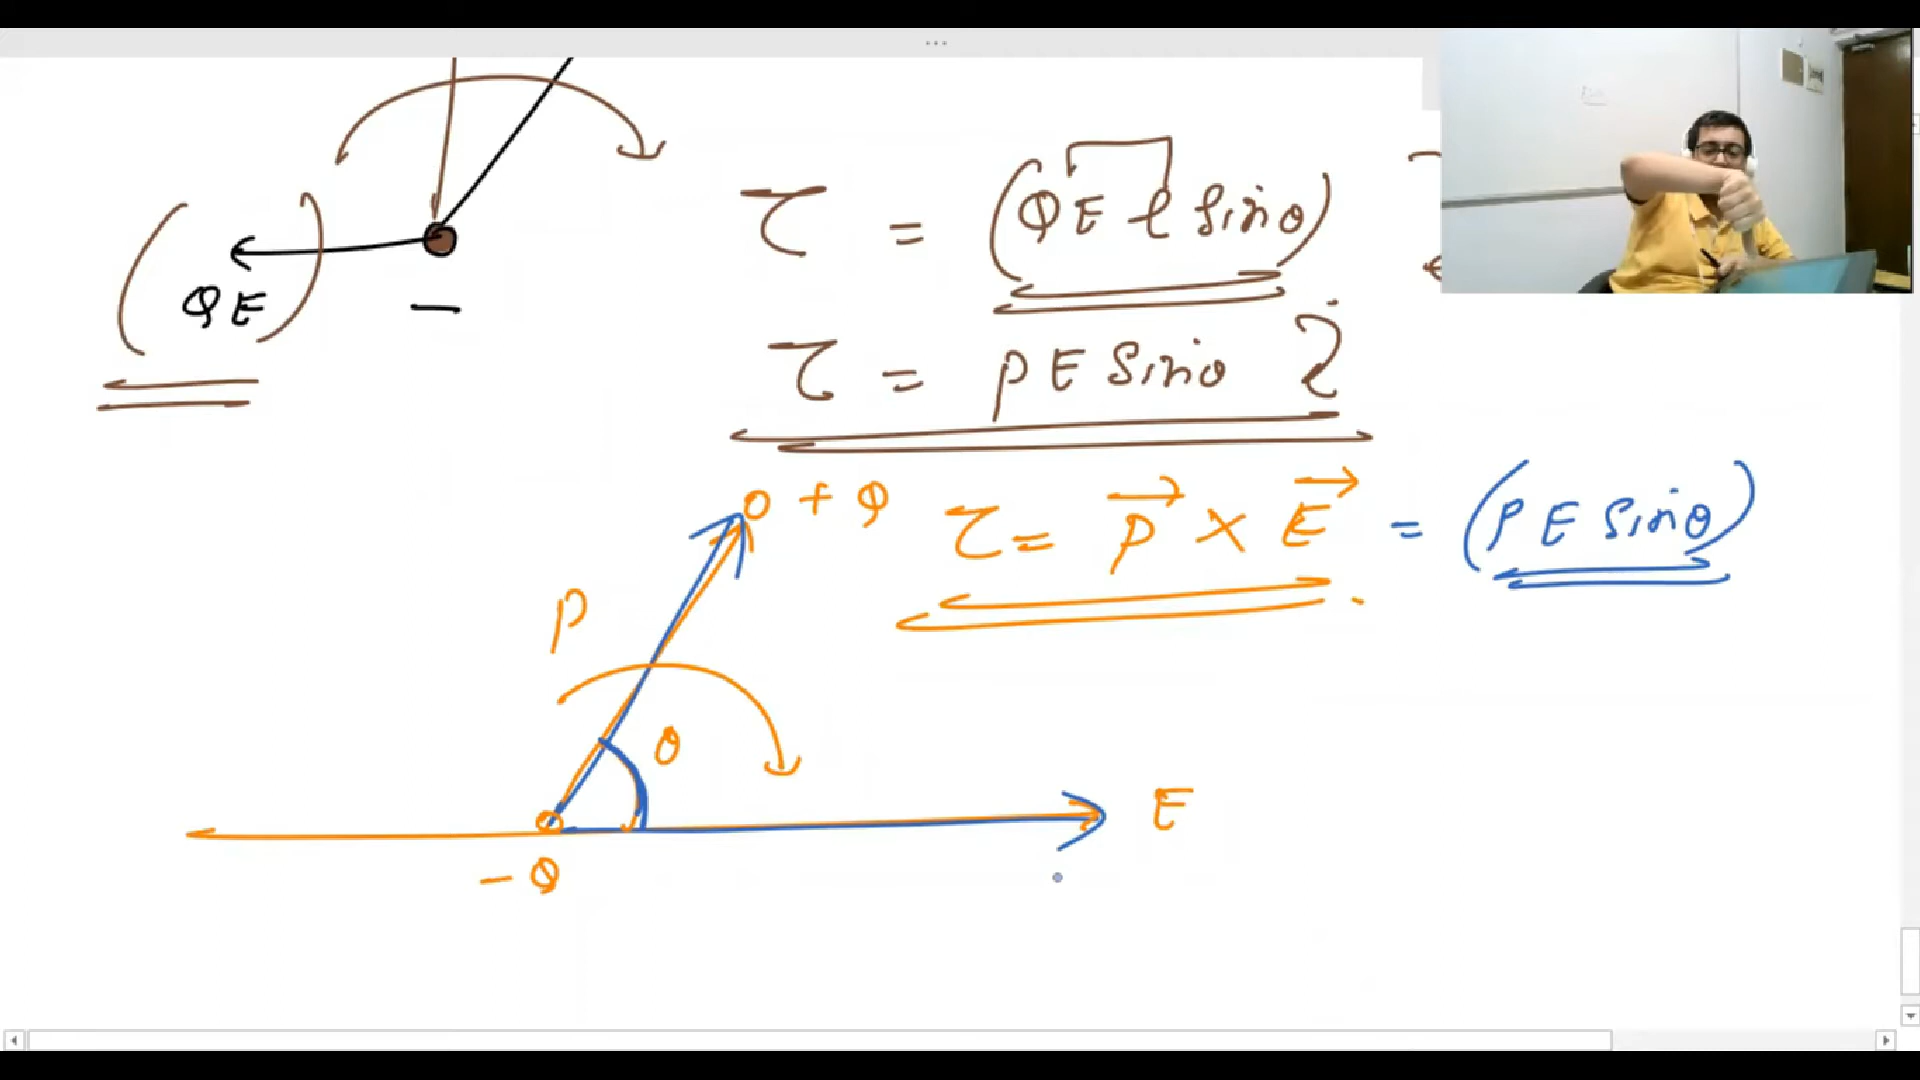 τ = (QE l sinθ)
QE
−
τ = PE sinθ
+Q
τ = P⃗ × E⃗ = (PE sinθ)
P
θ
E
−Q